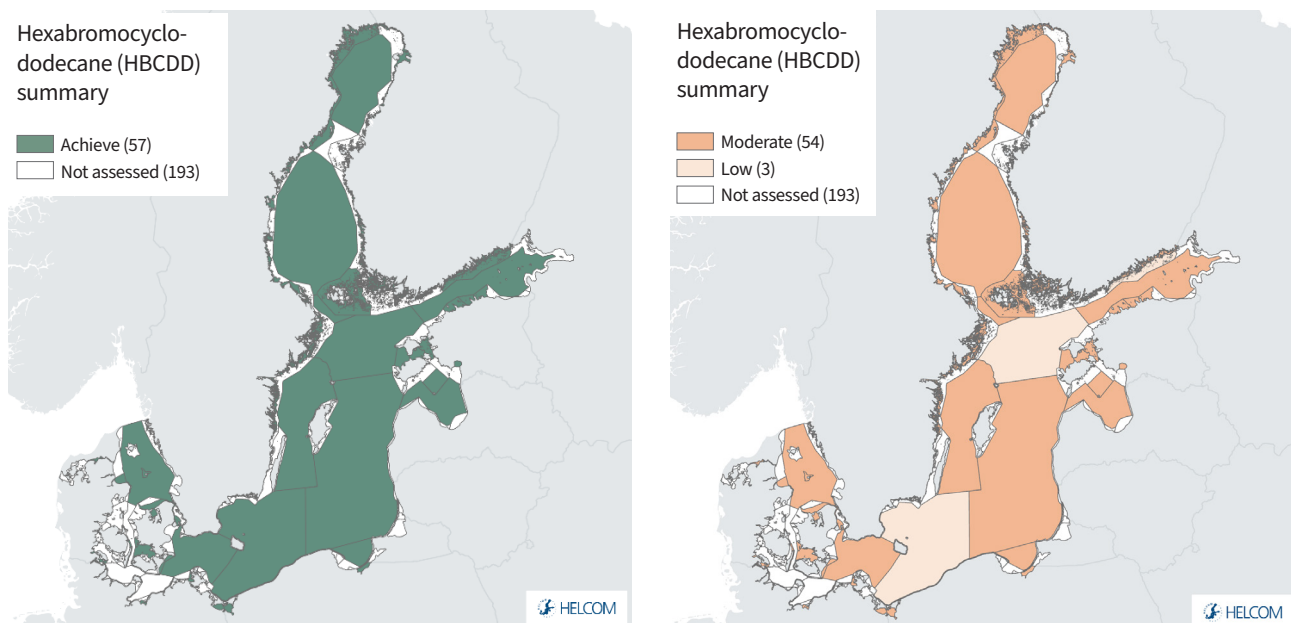 Hexabromocyclo-
dodecane (HBCDD)
summary
Achieve (57)
Not assessed (193)
HELCOM
Hexabromocyclo-
dodecane (HBCDD)
summary
Moderate (54)
Low (3)
Not assessed (193)
HELCOM